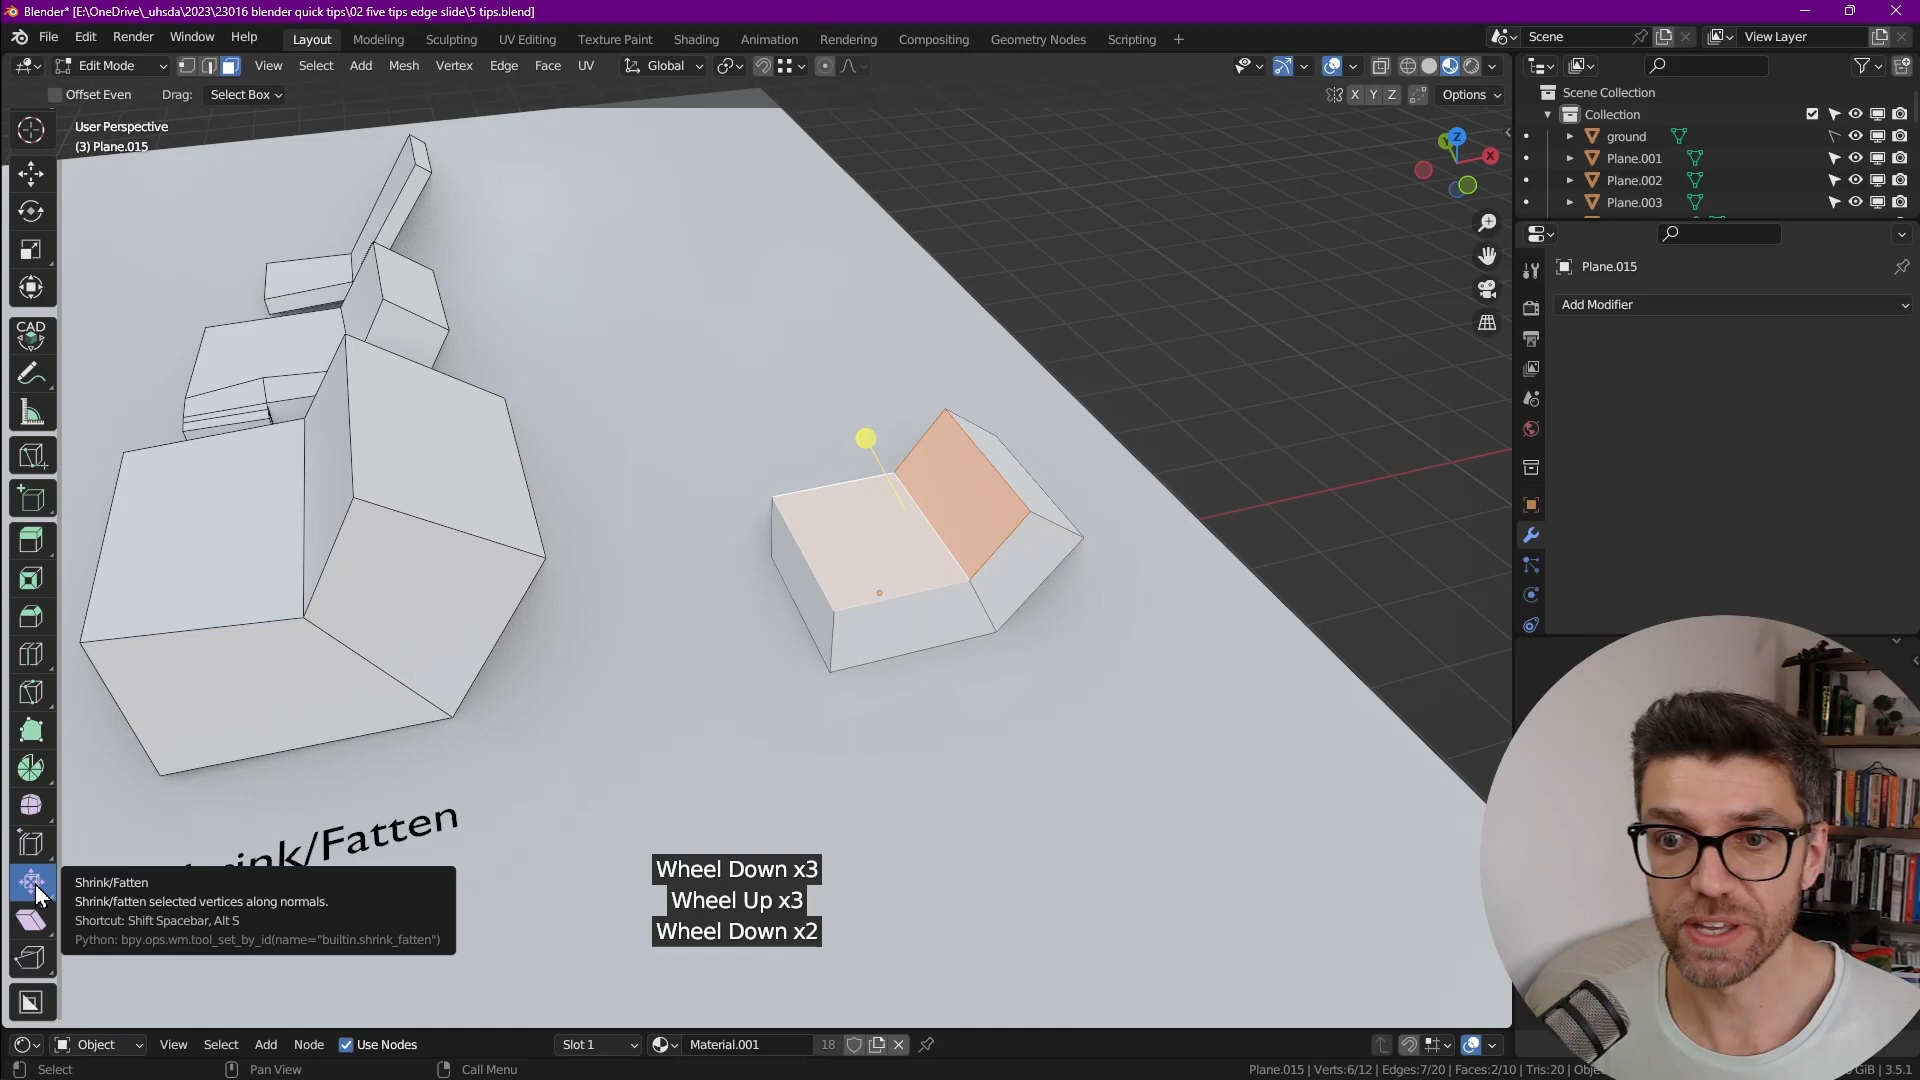 Blender* [E:\OneDrive\_uhsda\2023\23016 blender quick tips\02 five tips edge slide\5 tips.blend]
File Edit Render Window Help Layout Modeling Sculpting UV Editing Texture Paint Shading Animation Rendering Compositing Geometry Nodes Scripting + Scene View Layer
Edit Mode View Select Add Mesh Vertex Edge Face UV Global
Offset Even Drag: Select Box X Y Z Options
User Perspective
(3) Plane.015
Z
Y
X
CAD
Scene Collection
Collection
ground
Plane.001
Plane.002
Plane.003
Plane.015
Add Modifier
Shrink/Fatten
Shrink/Fatten
Shrink/fatten selected vertices along normals.
Shortcut: Shift Spacebar, Alt S
Python: bpy.ops.wm.tool_set_by_id(name="builtin.shrink_fatten")
Wheel Down x3
Wheel Up x3
Wheel Down x2
Object View Select Add Node Use Nodes Slot 1 Material.001 18
Select Pan View Call Menu Plane.015 | Verts:6/12 | Edges:7/20 | Faces:2/10 | Tris:20 | GiB | 3.5.1